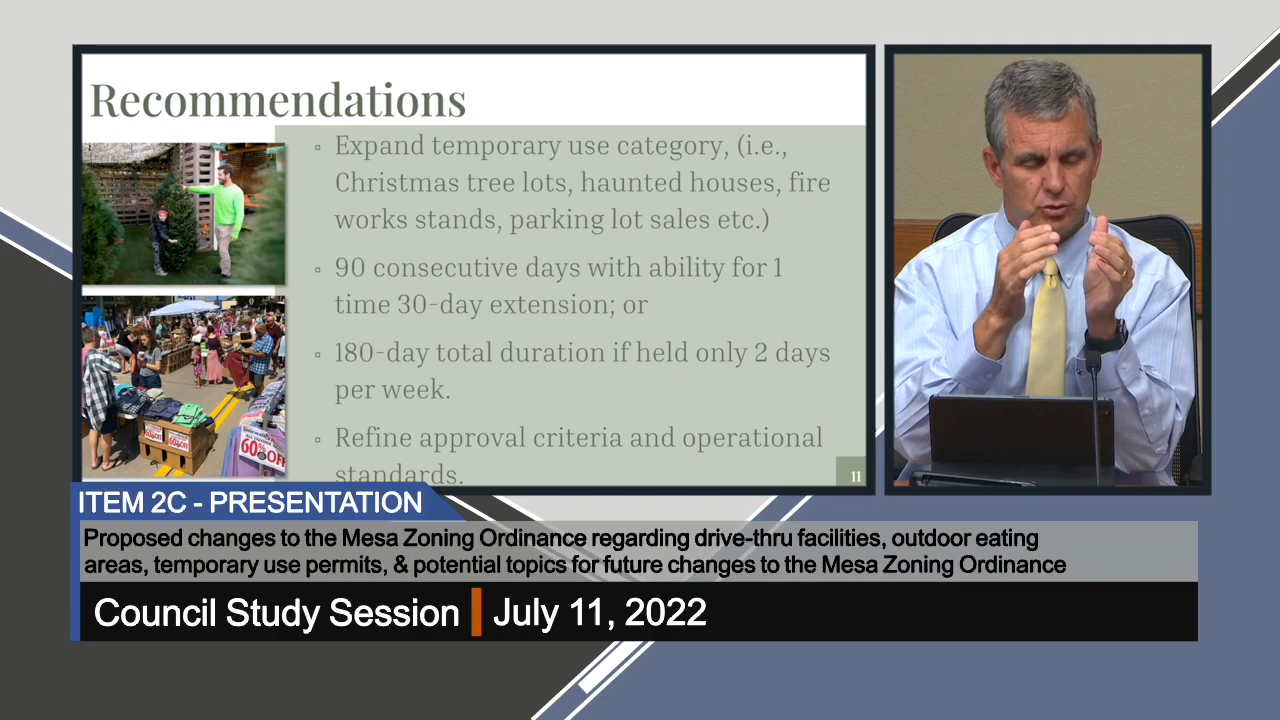 Recommendations
▫ Expand temporary use category, (i.e.,
Christmas tree lots, haunted houses, fire
works stands, parking lot sales etc.)
▫ 90 consecutive days with ability for 1
time 30-day extension; or
▫ 180-day total duration if held only 2 days
per week.
▫ Refine approval criteria and operational
standards.
60% OFF
11
ITEM 2C - PRESENTATION
Proposed changes to the Mesa Zoning Ordinance regarding drive-thru facilities, outdoor eating
areas, temporary use permits, & potential topics for future changes to the Mesa Zoning Ordinance
Council Study Session July 11, 2022